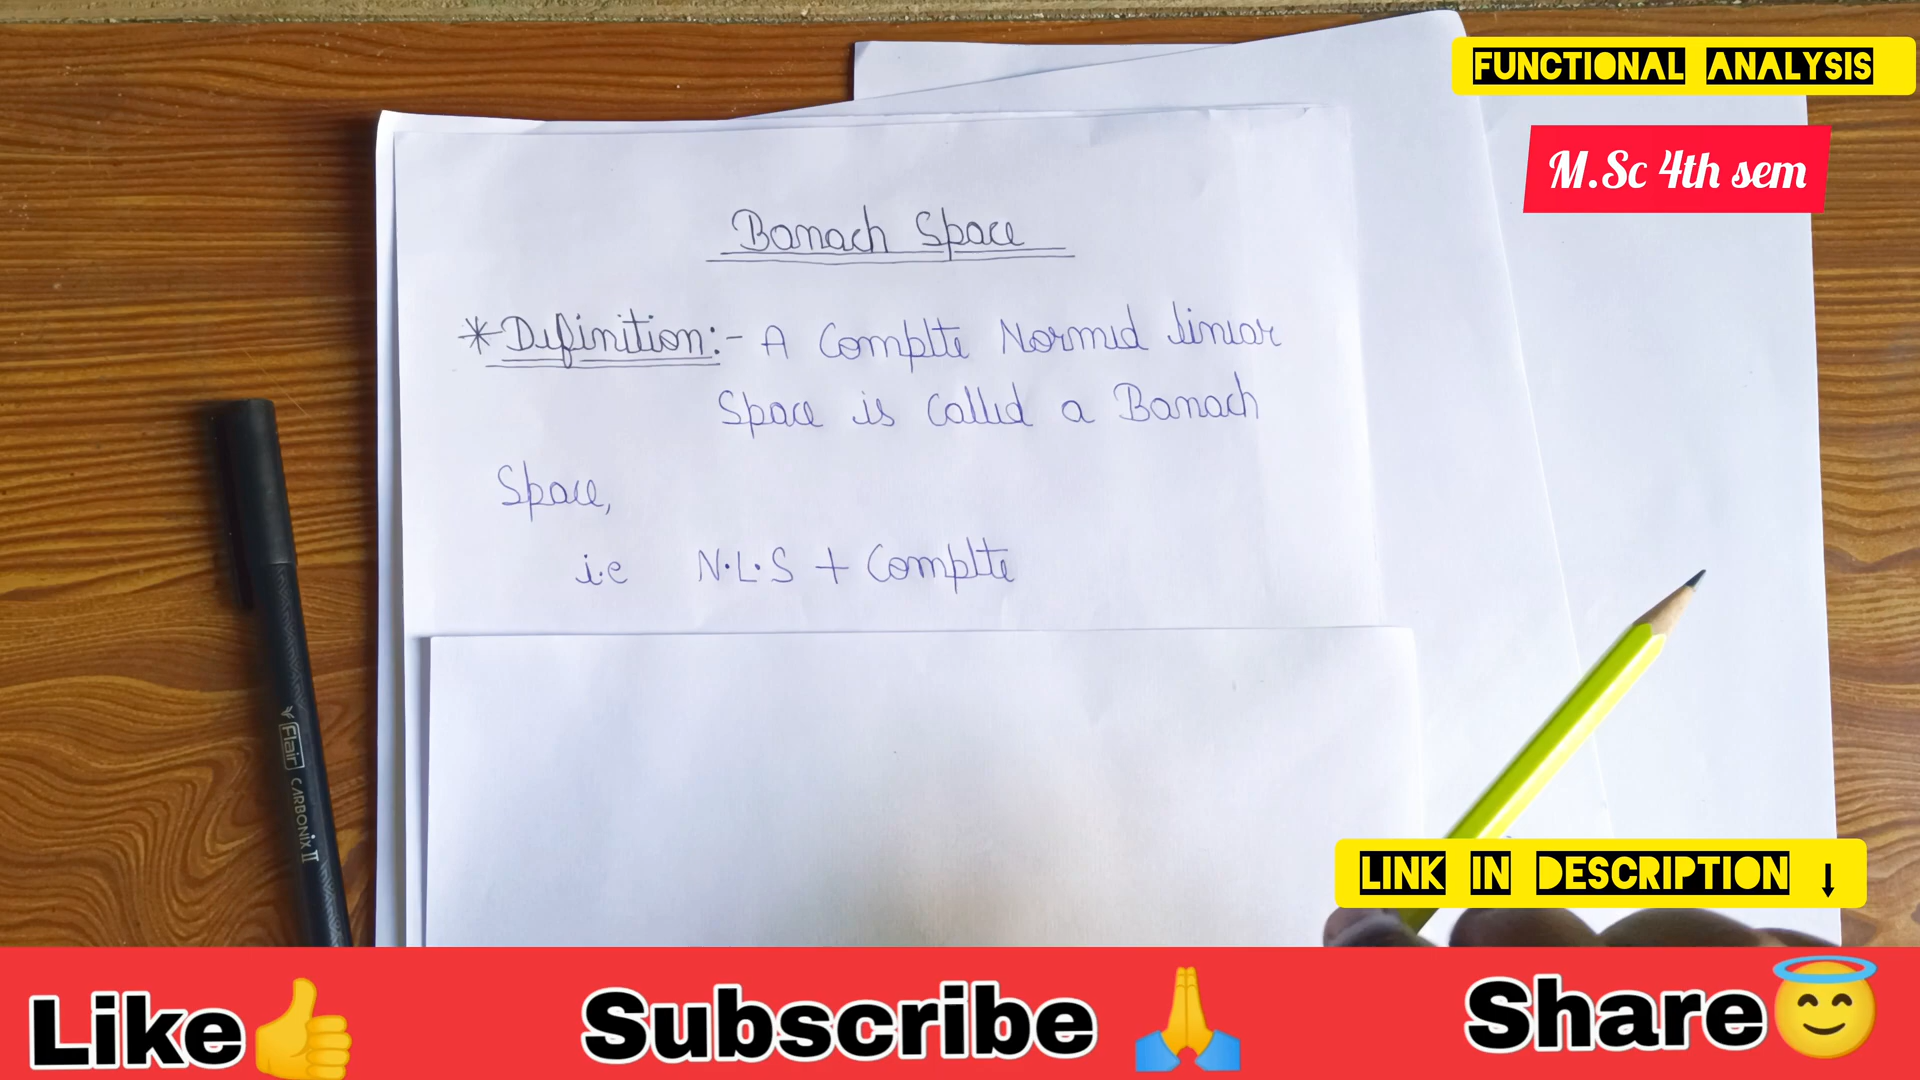 FUNCTIONAL ANALYSIS
M.Sc 4th sem
Banach Space
*Definition:- A Complete Normed linear
Space is called a Banach
Space,
i.e N.L.S + Complete
Flair CARBONIX II
LINK IN DESCRIPTION ↓
Like👍 Subscribe 🙏 Share😇